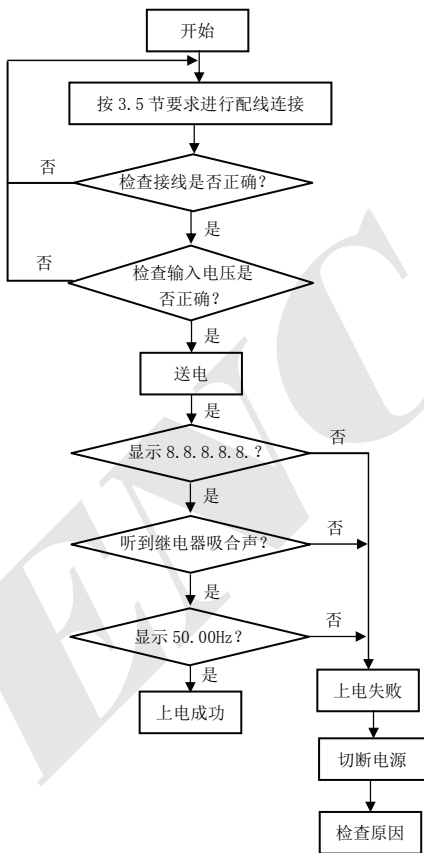 开始
按 3.5 节要求进行配线连接
否
检查接线是否正确？
是
否
检查输入电压是
否正确？
是
送电
是
显示 8.8.8.8.8.？
否
是
听到继电器吸合声？
否
是
显示 50.00Hz？
否
是
上电成功
上电失败
切断电源
检查原因
ENC